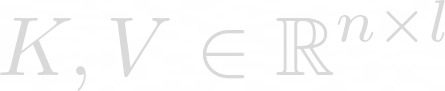 K, V ∈ ℝ^{n×l}